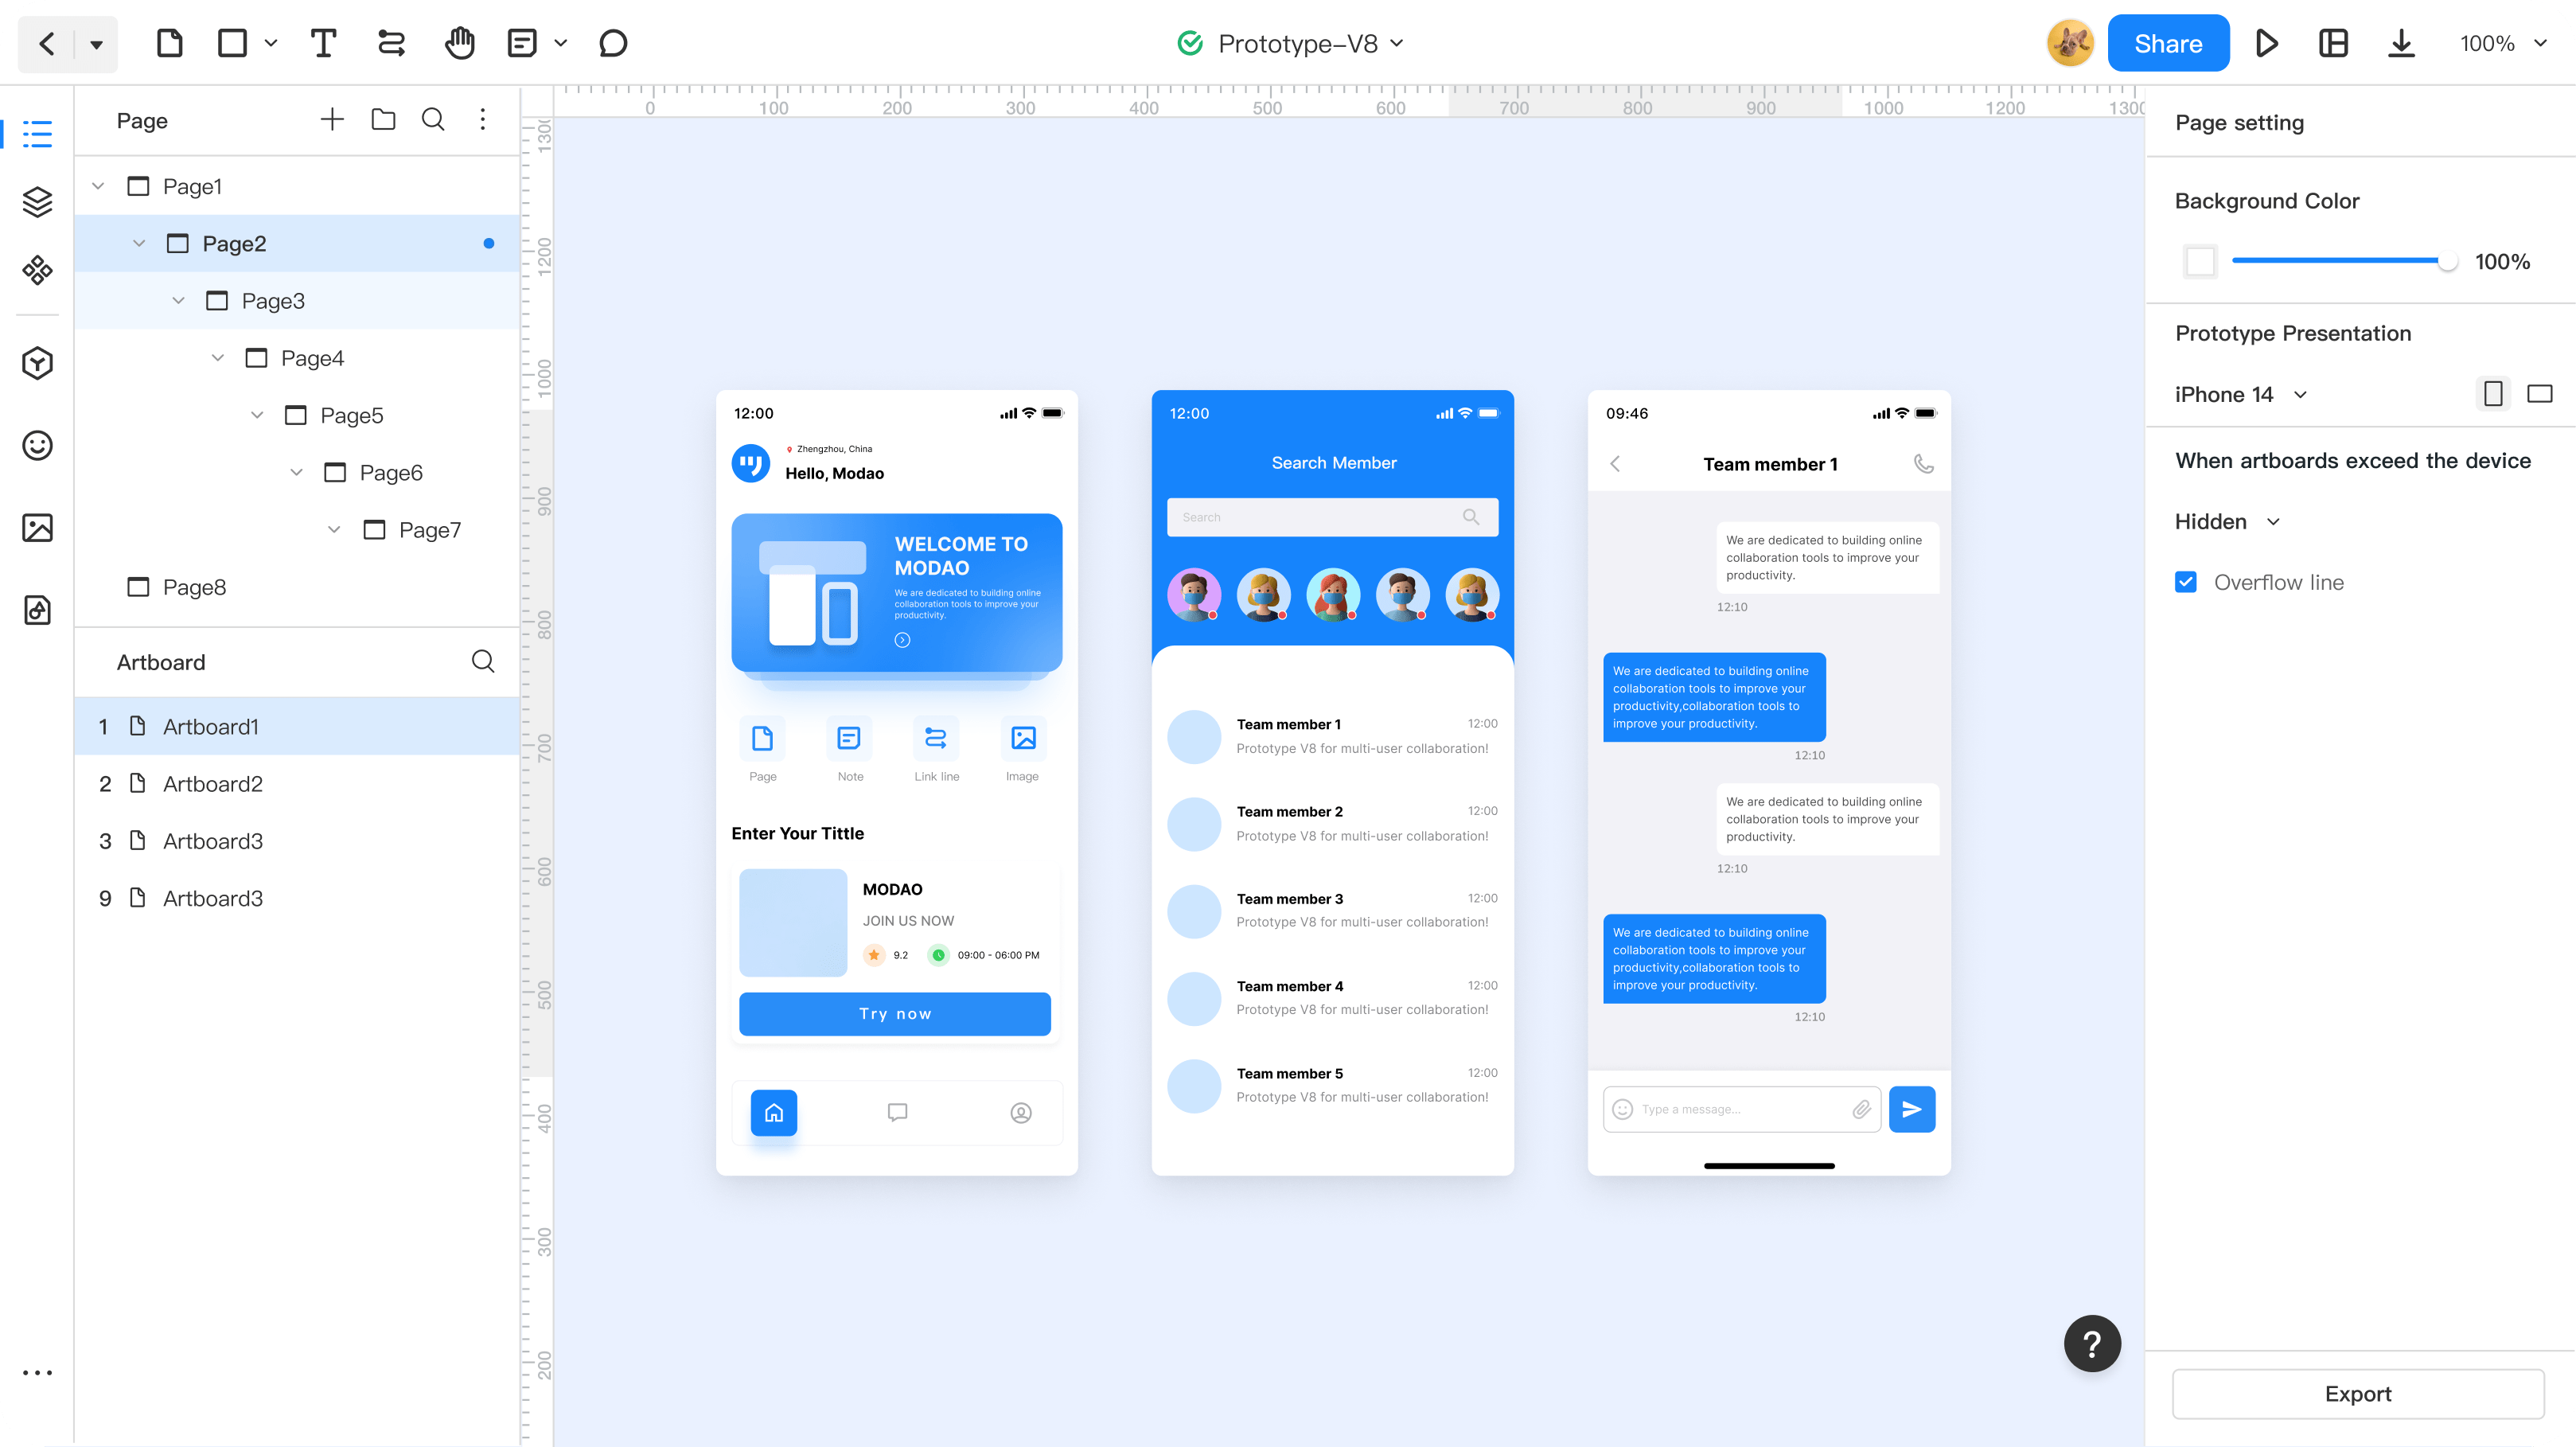 Prototype–V8
Share
100%
Page
Page1
Page2
Page3
Page4
Page5
Page6
Page7
Page8
Artboard
1 Artboard1
2 Artboard2
3 Artboard3
9 Artboard3
0 100 200 300 400 500 600 700 800 900 1000 1200 1300
1300
1200
1000
900
800
700
600
500
400
300
200
12:00
Zhengzhou, China
Hello, Modao
WELCOME TO
MODAO
We are dedicated to building online
collaboration tools to improve your
productivity.
Page Note Link line Image
Enter Your Tittle
MODAO
JOIN US NOW
9.2 09:00 - 06:00 PM
Try now
12:00
Search Member
Search
Team member 1 12:00
Prototype V8 for multi-user collaboration!
Team member 2 12:00
Prototype V8 for multi-user collaboration!
Team member 3 12:00
Prototype V8 for multi-user collaboration!
Team member 4 12:00
Prototype V8 for multi-user collaboration!
Team member 5 12:00
Prototype V8 for multi-user collaboration!
09:46
Team member 1
We are dedicated to building online
collaboration tools to improve your
productivity.
12:10
We are dedicated to building online
collaboration tools to improve your
productivity,collaboration tools to
improve your productivity.
12:10
We are dedicated to building online
collaboration tools to improve your
productivity.
12:10
We are dedicated to building online
collaboration tools to improve your
productivity,collaboration tools to
improve your productivity.
12:10
Type a message...
?
Page setting
Background Color
100%
Prototype Presentation
iPhone 14
When artboards exceed the device
Hidden
Overflow line
Export